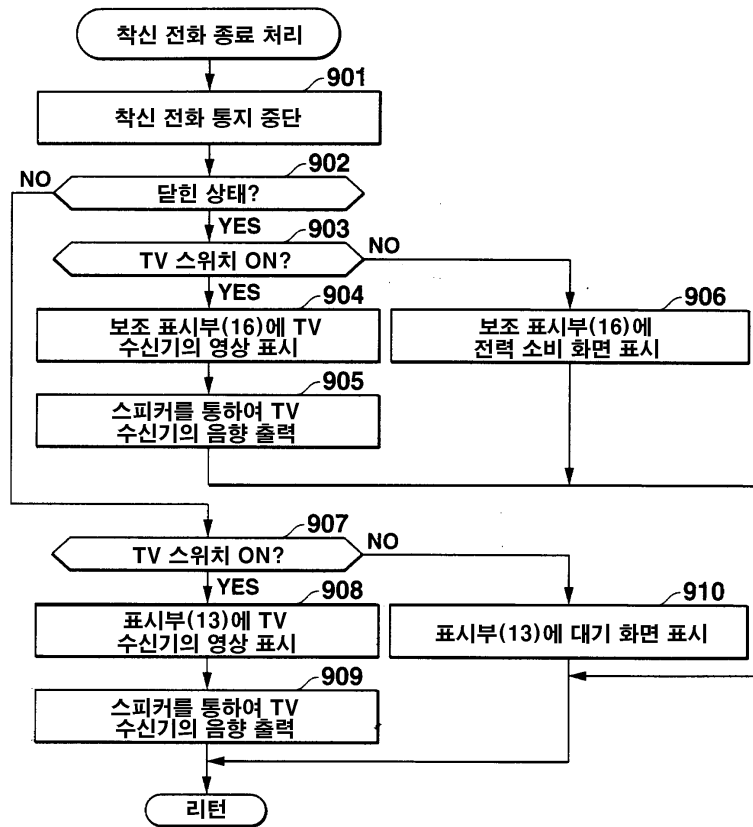 착신 전화 종료 처리
901
착신 전화 통지 중단
902
NO
닫힌 상태?
YES
903
NO
TV 스위치 ON?
YES
904
보조 표시부(16)에 TV
수신기의 영상 표시
906
보조 표시부(16)에
전력 소비 화면 표시
905
스피커를 통하여 TV
수신기의 음향 출력
907
TV 스위치 ON?
NO
YES
908
표시부(13)에 TV
수신기의 영상 표시
910
표시부(13)에 대기 화면 표시
909
스피커를 통하여 TV
수신기의 음향 출력
리턴